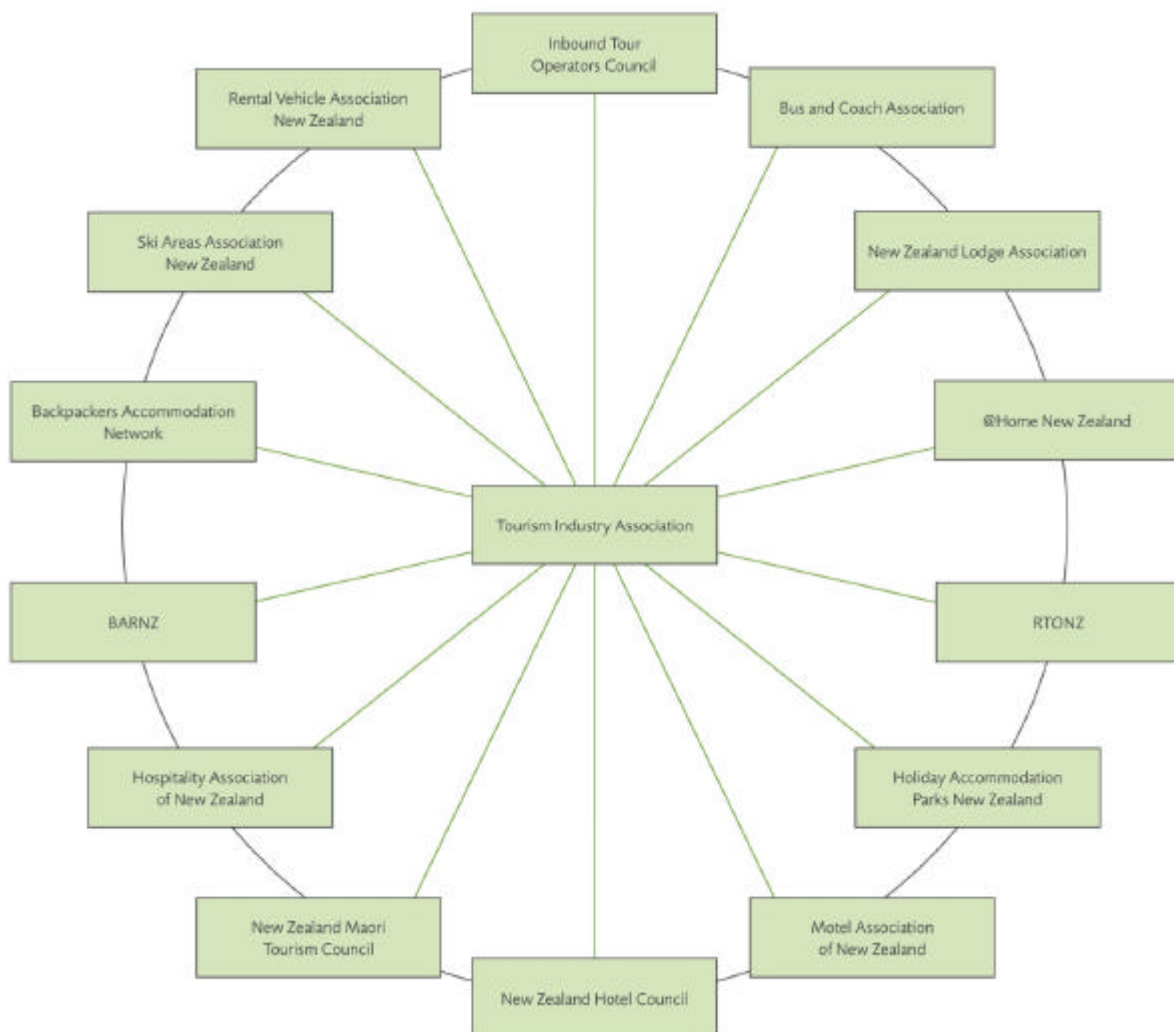 Inbound Tour
Operators Council
Rental Vehicle Association
New Zealand
Bus and Coach Association
Ski Areas Association
New Zealand
New Zealand Lodge Association
Backpackers Accommodation
Network
@Home New Zealand
Tourism Industry Association
BARNZ
RTONZ
Hospitality Association
of New Zealand
Holiday Accommodation
Parks New Zealand
New Zealand Maori
Tourism Council
Motel Association
of New Zealand
New Zealand Hotel Council